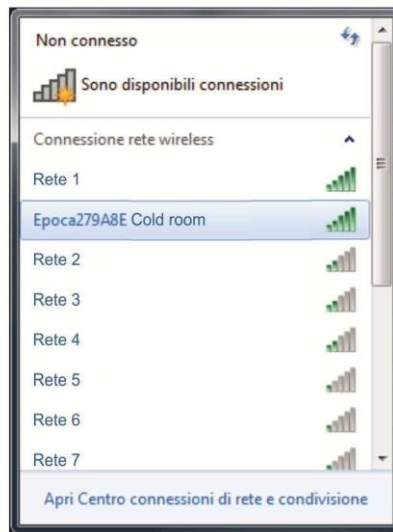 Non connesso
Sono disponibili connessioni
Connessione rete wireless
Rete 1
Epoca279A8E Cold room
Rete 2
Rete 3
Rete 4
Rete 5
Rete 6
Rete 7
Apri Centro connessioni di rete e condivisione